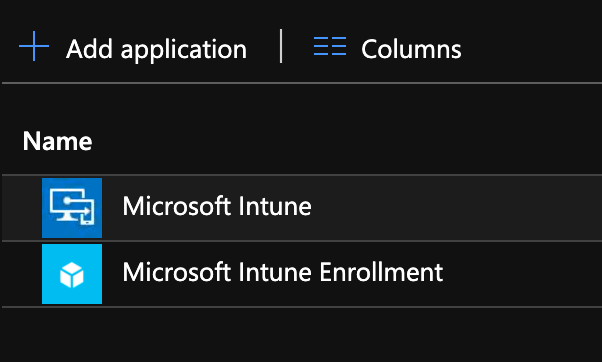 Add application | Columns
Name
Microsoft Intune
Microsoft Intune Enrollment